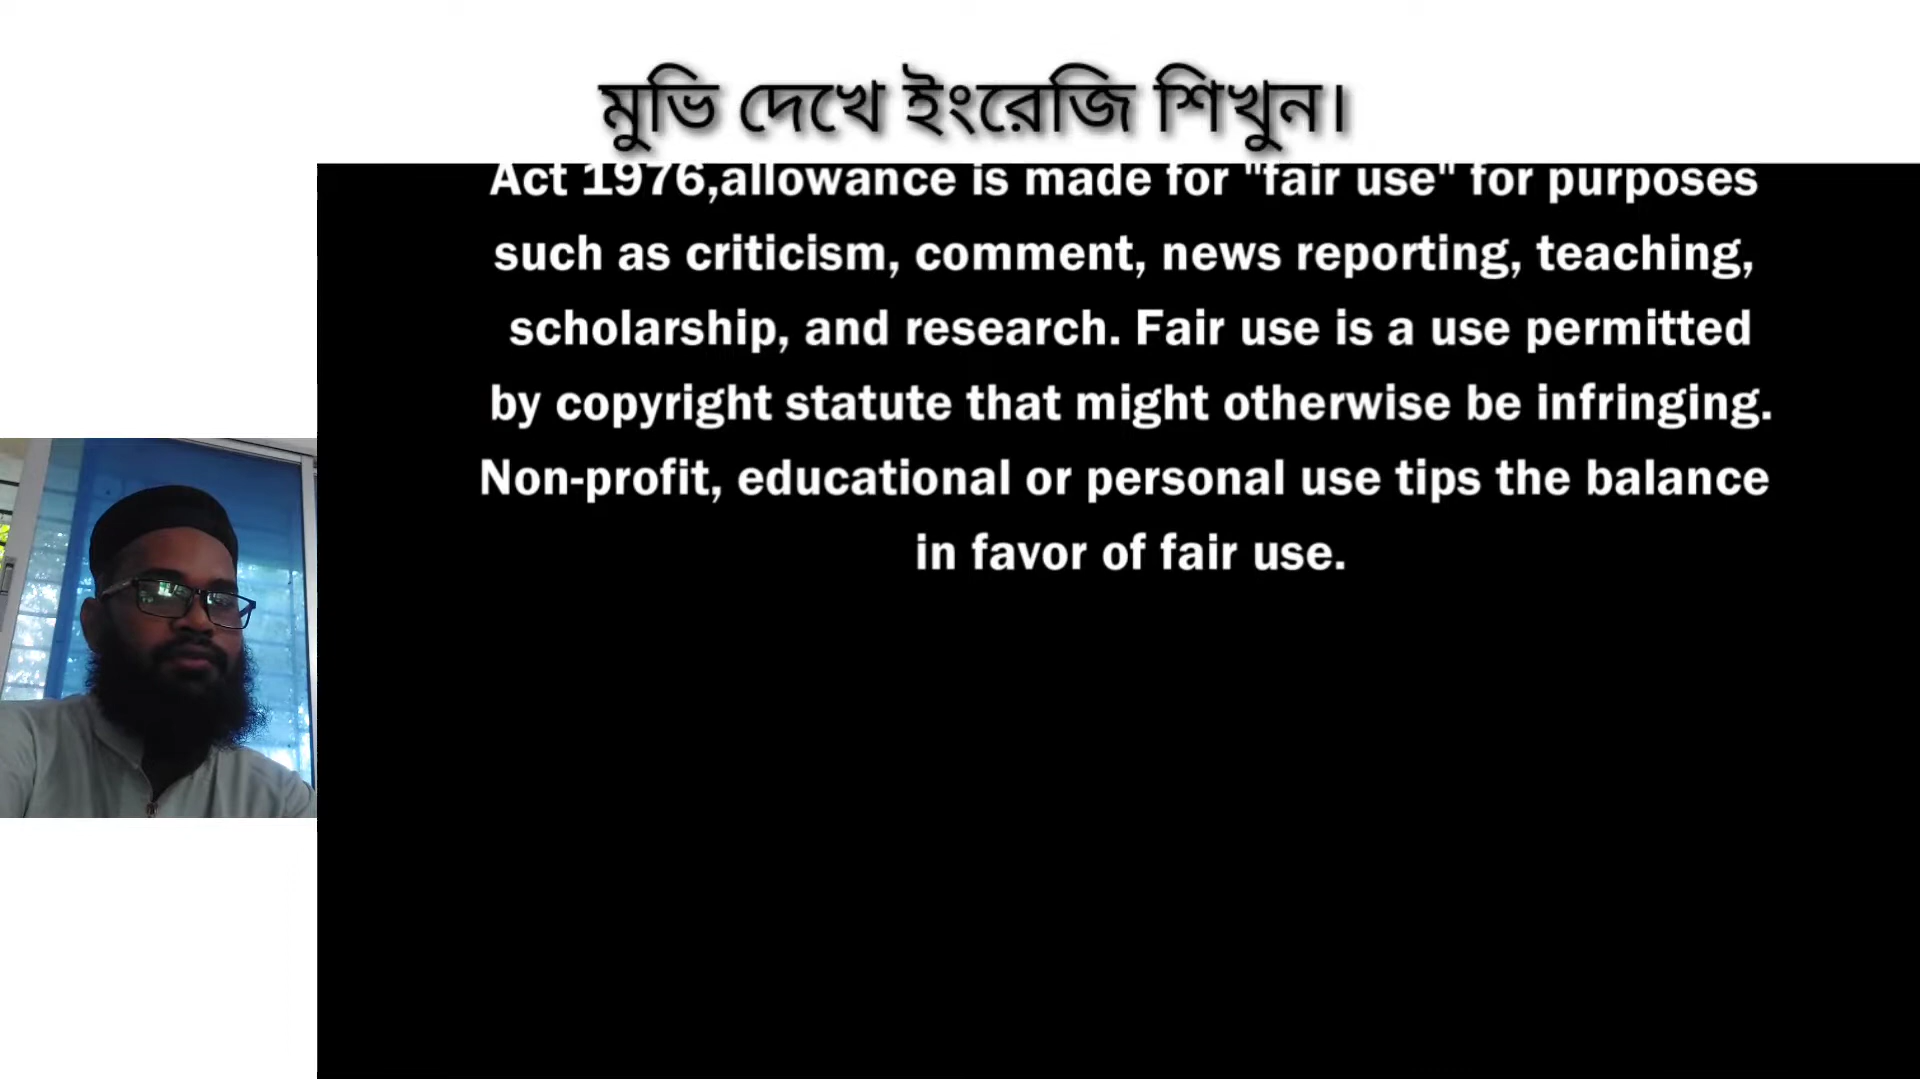 মুভি দেখে ইংরেজি শিখুন।
Act 1976,allowance is made for "fair use" for purposes
such as criticism, comment, news reporting, teaching,
scholarship, and research. Fair use is a use permitted
by copyright statute that might otherwise be infringing.
Non-profit, educational or personal use tips the balance
in favor of fair use.